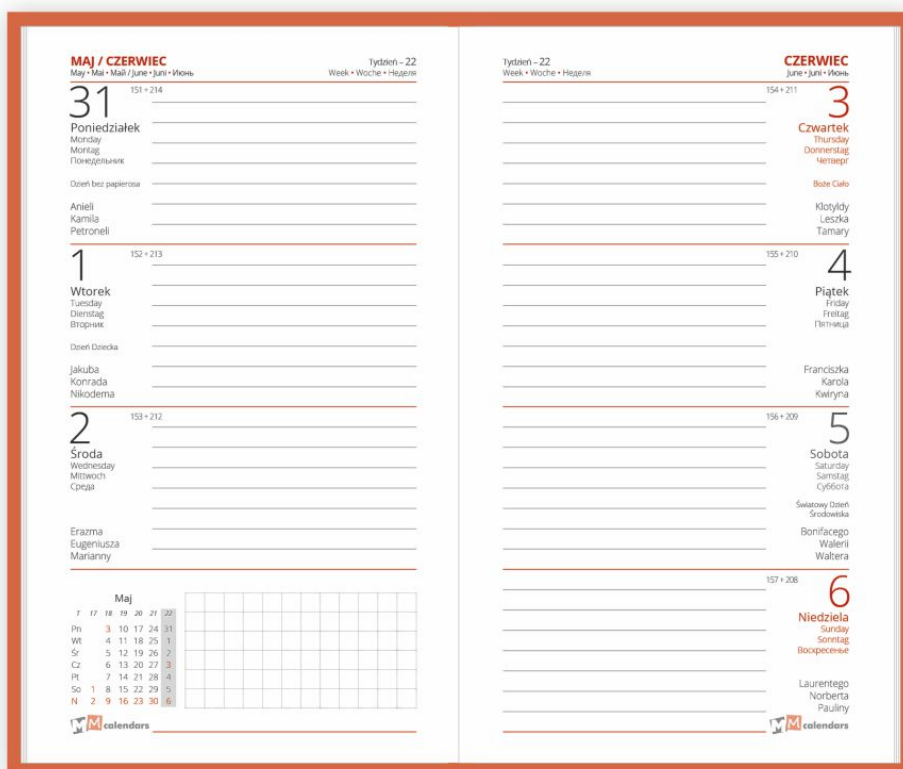 MAJ / CZERWIEC
May • Mai • Май / June • Juni • Июнь
Tydzień – 22
Week • Woche • Неделя
31
151 + 214
Poniedziałek
Monday
Montag
Понедельник
Dzień bez papierosa
Anieli
Kamila
Petroneli
1
152 + 213
Wtorek
Tuesday
Dienstag
Вторник
Dzień Dziecka
Jakuba
Konrada
Nikodema
2
153 + 212
Środa
Wednesday
Mittwoch
Среда
Erazma
Eugeniusza
Marianny
Maj
T 17 18 19 20 21 22
Pn 3 10 17 24 31
Wt 4 11 18 25 1
Śr 5 12 19 26 2
Cz 6 13 20 27 3
Pt 7 14 21 28 4
So 1 8 15 22 29 5
N 2 9 16 23 30 6
M M calendars
Tydzień – 22
Week • Woche • Неделя
CZERWIEC
June • Juni • Июнь
154 + 211
3
Czwartek
Thursday
Donnerstag
Четверг
Boże Ciało
Klotyldy
Leszka
Tamary
155 + 210
4
Piątek
Friday
Freitag
Пятница
Franciszka
Karola
Kwiryna
156 + 209
5
Sobota
Saturday
Samstag
Суббота
Światowy Dzień
Środowiska
Bonifacego
Walerii
Waltera
157 + 208
6
Niedziela
Sunday
Sonntag
Воскресенье
Laurentego
Norberta
Pauliny
M M calendars